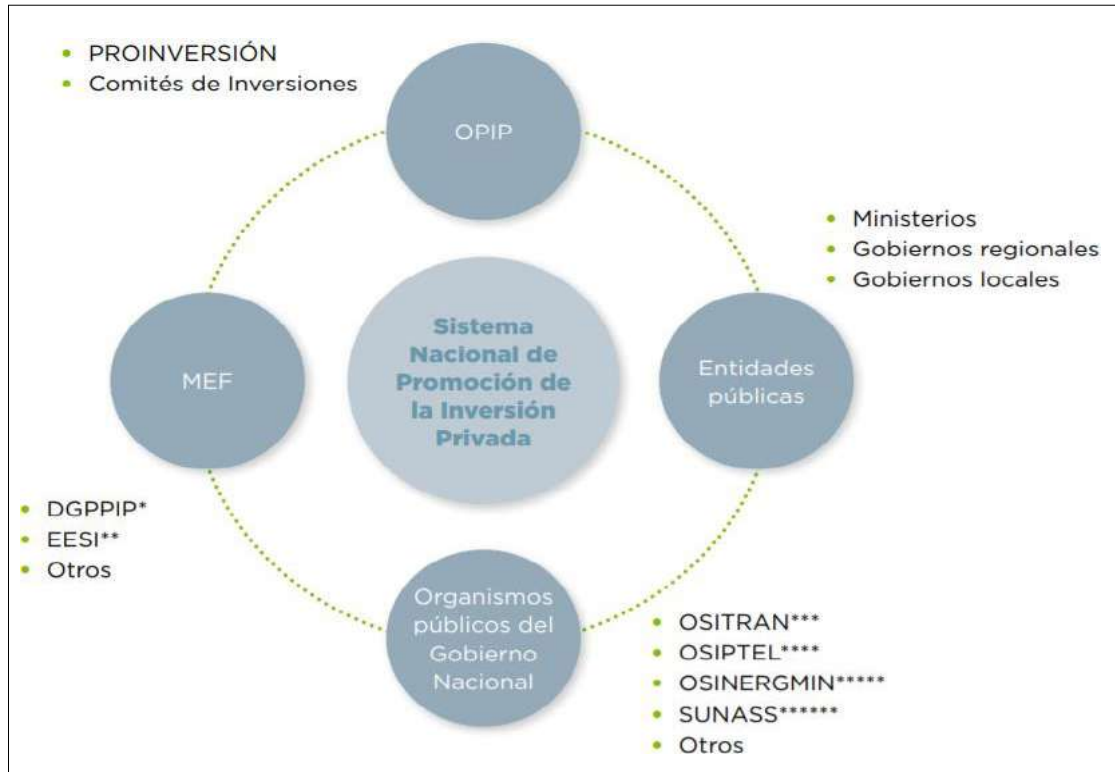 • PROINVERSIÓN
• Comités de Inversiones
OPIP
• Ministerios
• Gobiernos regionales
• Gobiernos locales
Sistema
Nacional de
Promoción de
la Inversión
Privada
MEF
Entidades
públicas
• DGPPIP*
• EESI**
• Otros
Organismos
públicos del
Gobierno
Nacional
• OSITRAN***
• OSIPTEL****
• OSINERGMIN*****
• SUNASS******
• Otros